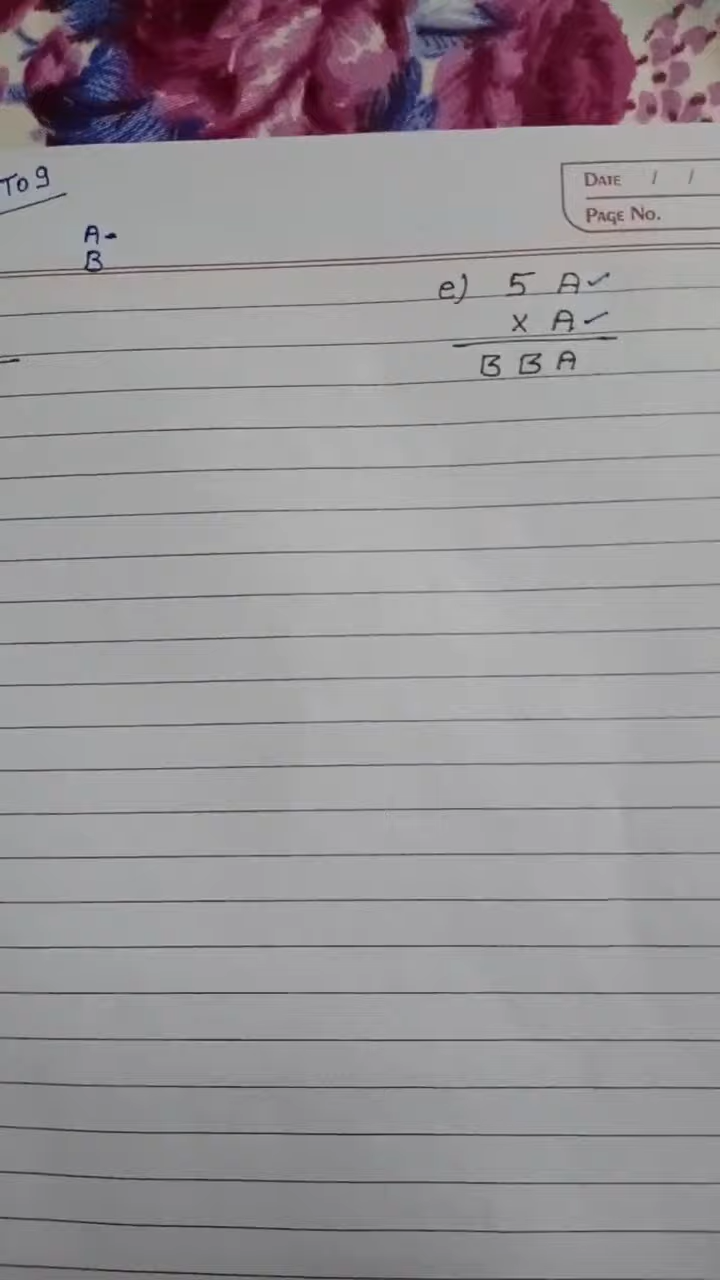 To 9
DATE / /
PAGE No.
A-
B
e) 5 A✓
x A✓
B B A